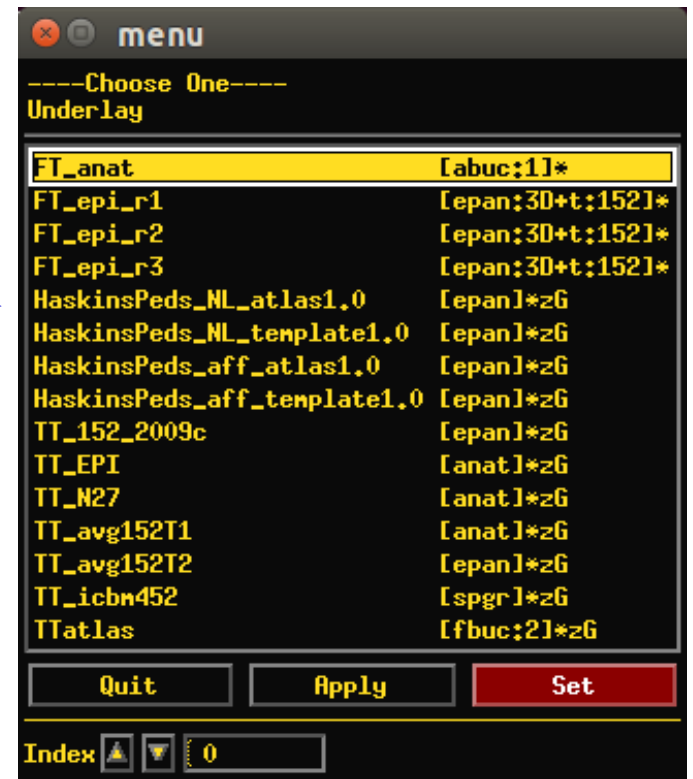 menu
----Choose One----
Underlay
FT_anat [abuc:1]*
FT_epi_r1 [epan:3D+t:152]*
FT_epi_r2 [epan:3D+t:152]*
FT_epi_r3 [epan:3D+t:152]*
HaskinsPeds_NL_atlas1.0 [epan]*zG
HaskinsPeds_NL_template1.0 [epan]*zG
HaskinsPeds_aff_atlas1.0 [epan]*zG
HaskinsPeds_aff_template1.0 [epan]*zG
TT_152_2009c [epan]*zG
TT_EPI [anat]*zG
TT_N27 [anat]*zG
TT_avg152T1 [anat]*zG
TT_avg152T2 [epan]*zG
TT_icbm452 [spgr]*zG
TTatlas [fbuc:2]*zG
Quit Apply Set
Index 0